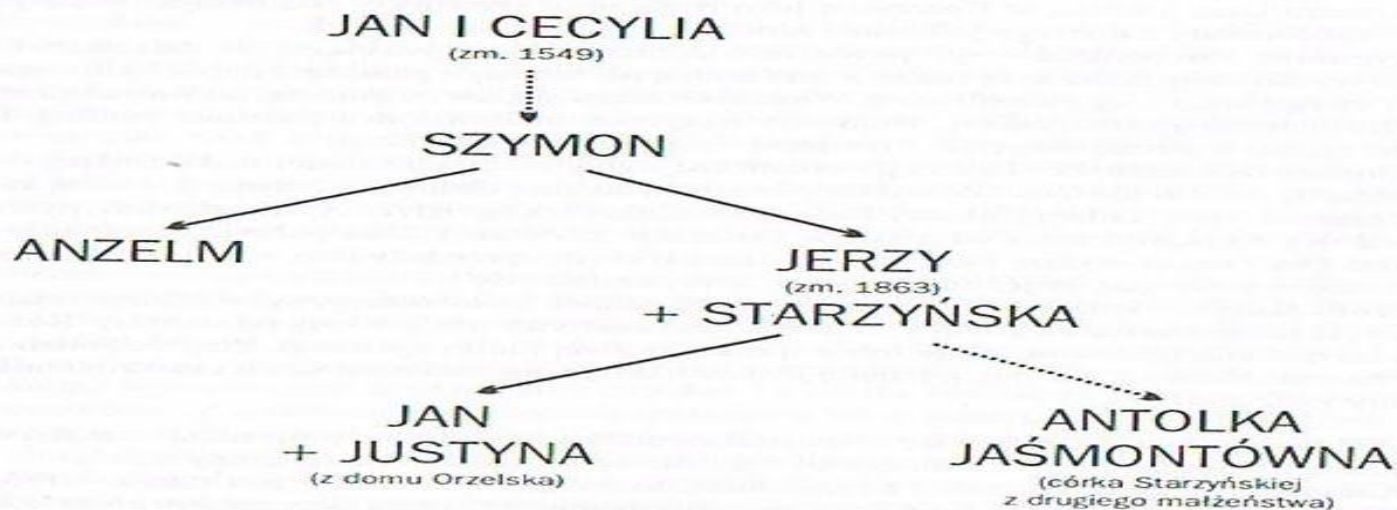 JAN I CECYLIA
(zm. 1549)
SZYMON
ANZELM
JERZY
(zm. 1863)
+ STARZYŃSKA
JAN
+ JUSTYNA
(z domu Orzelska)
ANTOLKA
JAŚMONTÓWNA
(córka Starzyńskiej
z drugiego małżeństwa)